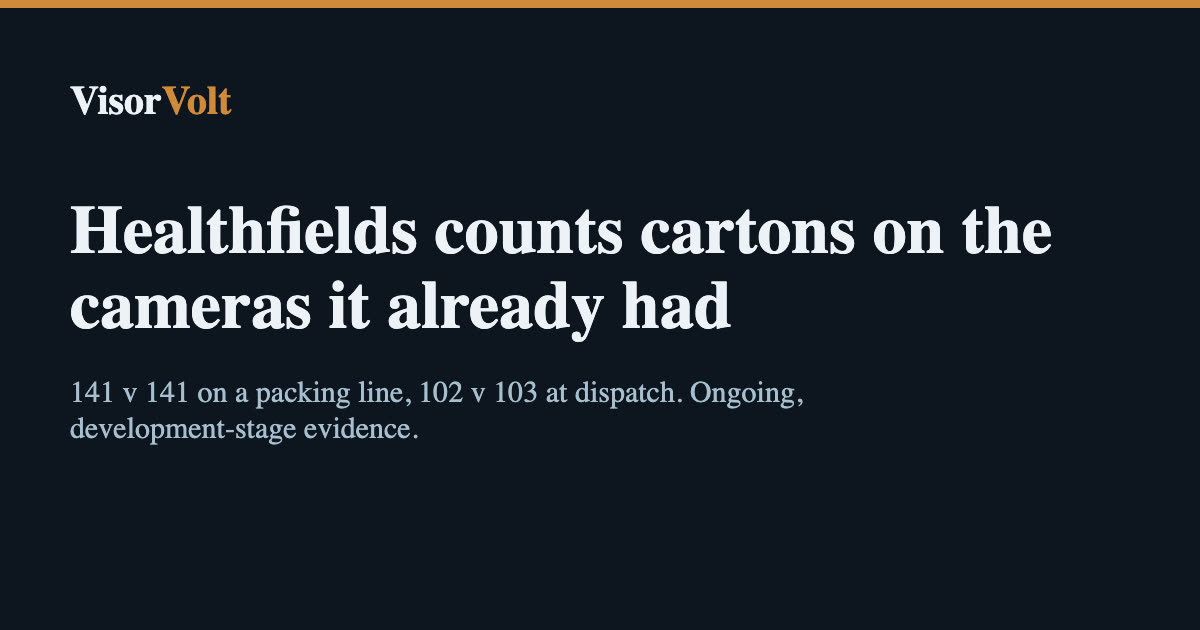 VisorVolt
Healthfields counts cartons on the
cameras it already had
141 v 141 on a packing line, 102 v 103 at dispatch. Ongoing,
development-stage evidence.